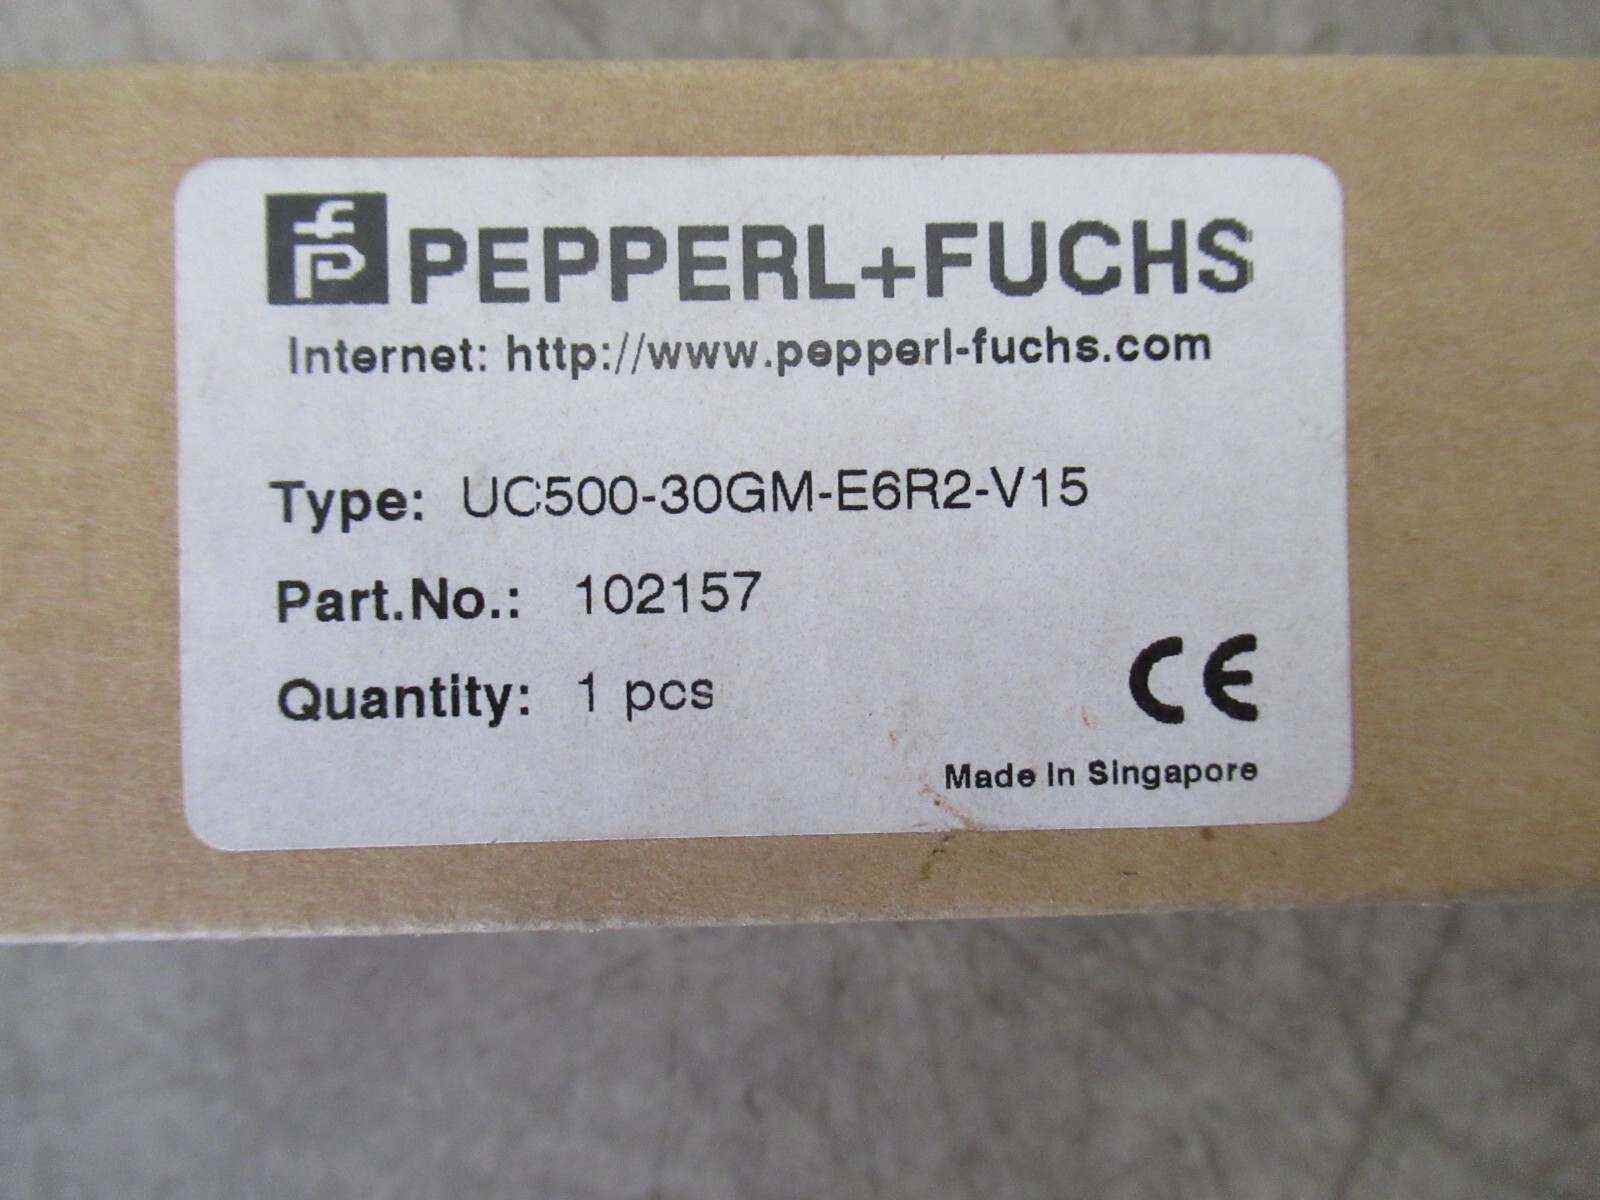 PEPPERL+FUCHS
Internet: http://www.pepperl-fuchs.com
Type: UC500-30GM-E6R2-V15
Part.No.: 102157
Quantity: 1 pcs
CE
Made in Singapore